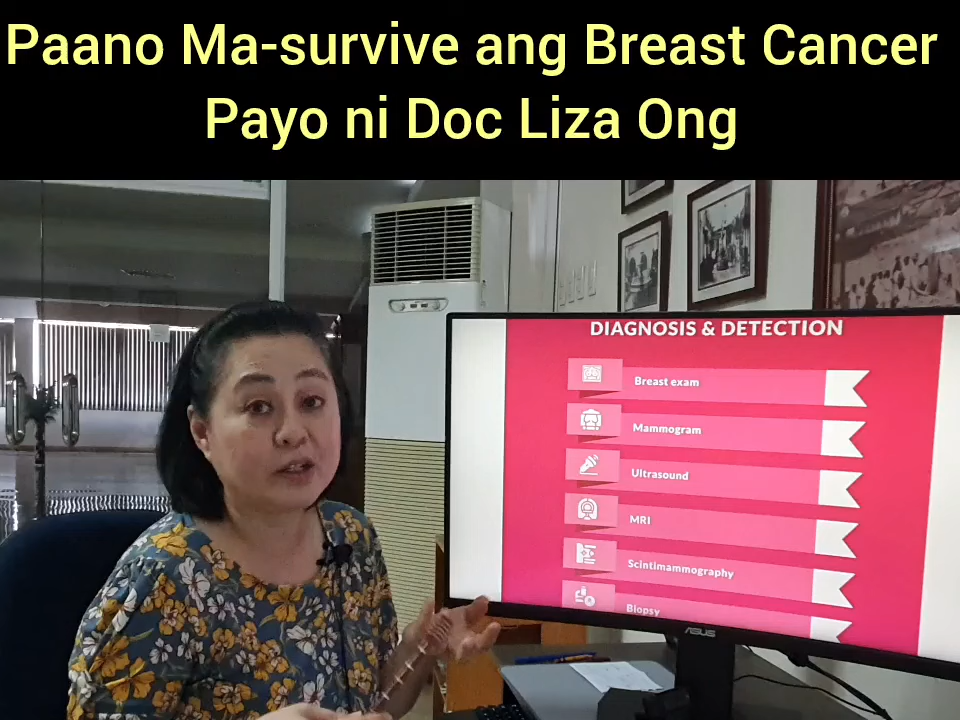 Paano Ma-survive ang Breast Cancer
Payo ni Doc Liza Ong
DIAGNOSIS & DETECTION
Breast exam
Mammogram
Ultrasound
MRI
Scintimammography
Biopsy
ASUS